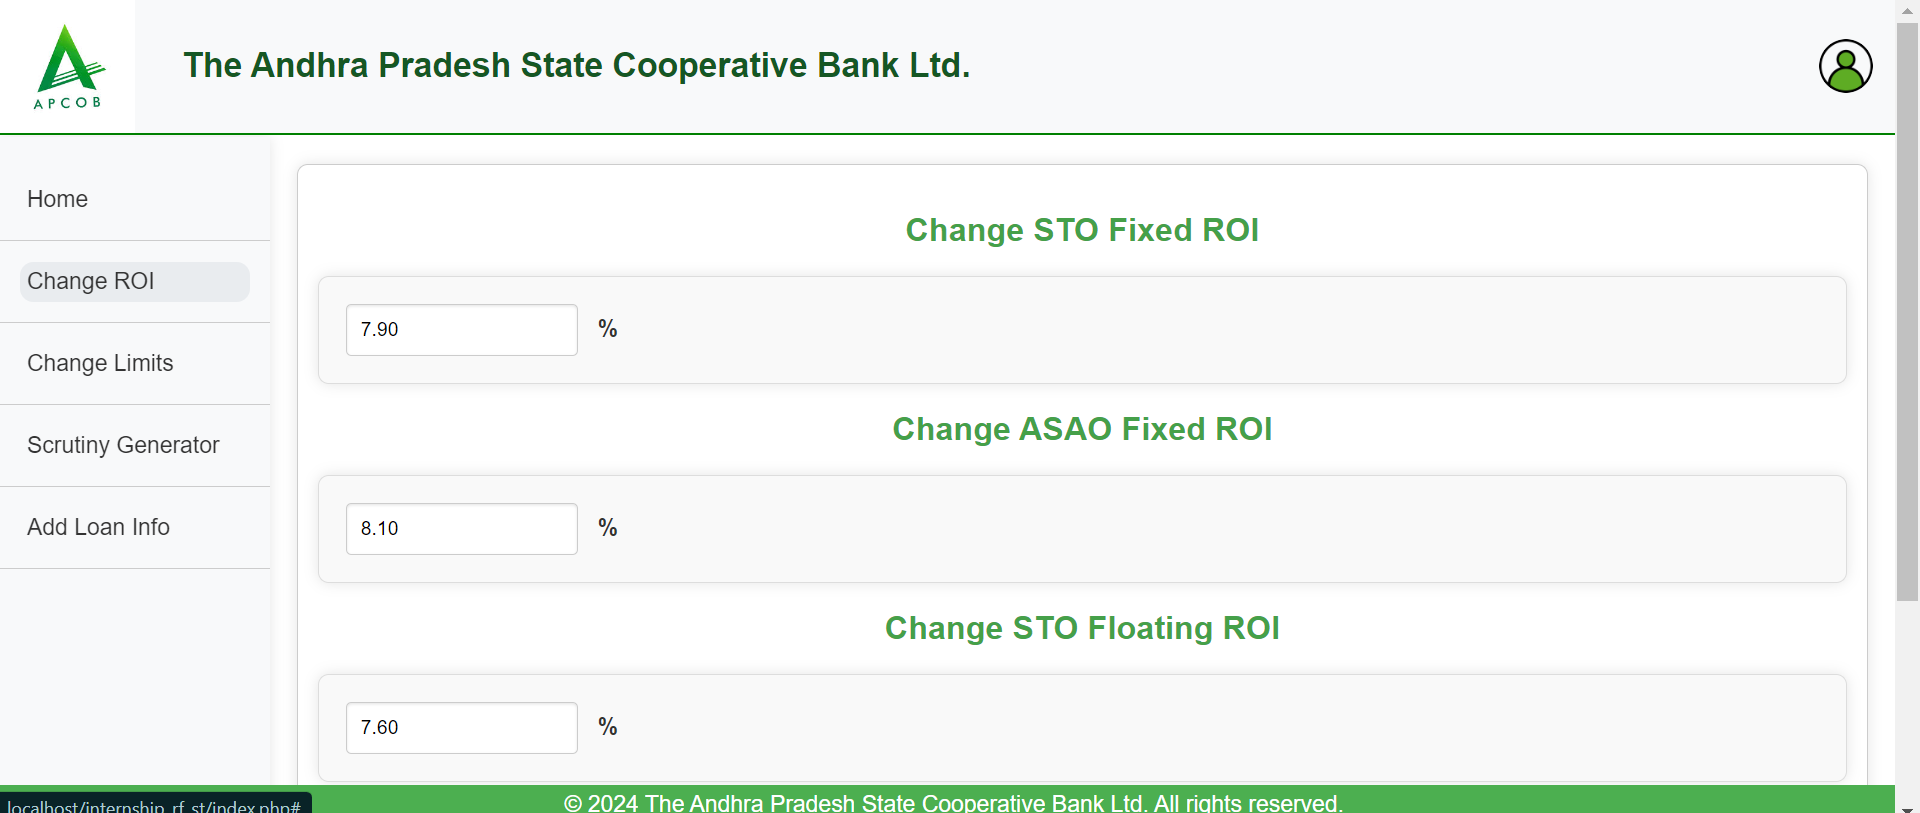 APCOB
The Andhra Pradesh State Cooperative Bank Ltd.
Home
Change ROI
Change Limits
Scrutiny Generator
Add Loan Info
Change STO Fixed ROI
7.90 %
Change ASAO Fixed ROI
8.10 %
Change STO Floating ROI
7.60 %
© 2024 The Andhra Pradesh State Cooperative Bank Ltd. All rights reserved.
localhost/internship_rf_st/index.php#